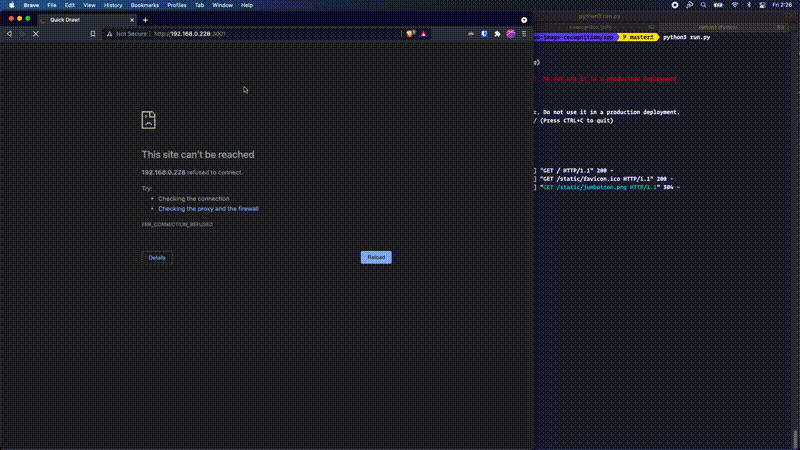 Brave File Edit View History Bookmarks Profiles Tab Window Help Fri 2:26
python3 run.py
Quick Draw!
Not Secure | http://192.168.0.228:3001
-image-recognition/app master± python3 run.py
Do not use it in a production deployment.
. Do not use it in a production deployment.
/ (Press CTRL+C to quit)
This site can't be reached
192.168.0.228 refused to connect.
Try:
Checking the connection
Checking the proxy and the firewall
ERR_CONNECTION_REFUSED
Details
Reload
] "GET / HTTP/1.1" 200 -
] "GET /static/favicon.ico HTTP/1.1" 200 -
] "GET /static/jumbotron.png HTTP/1.1" 304 -